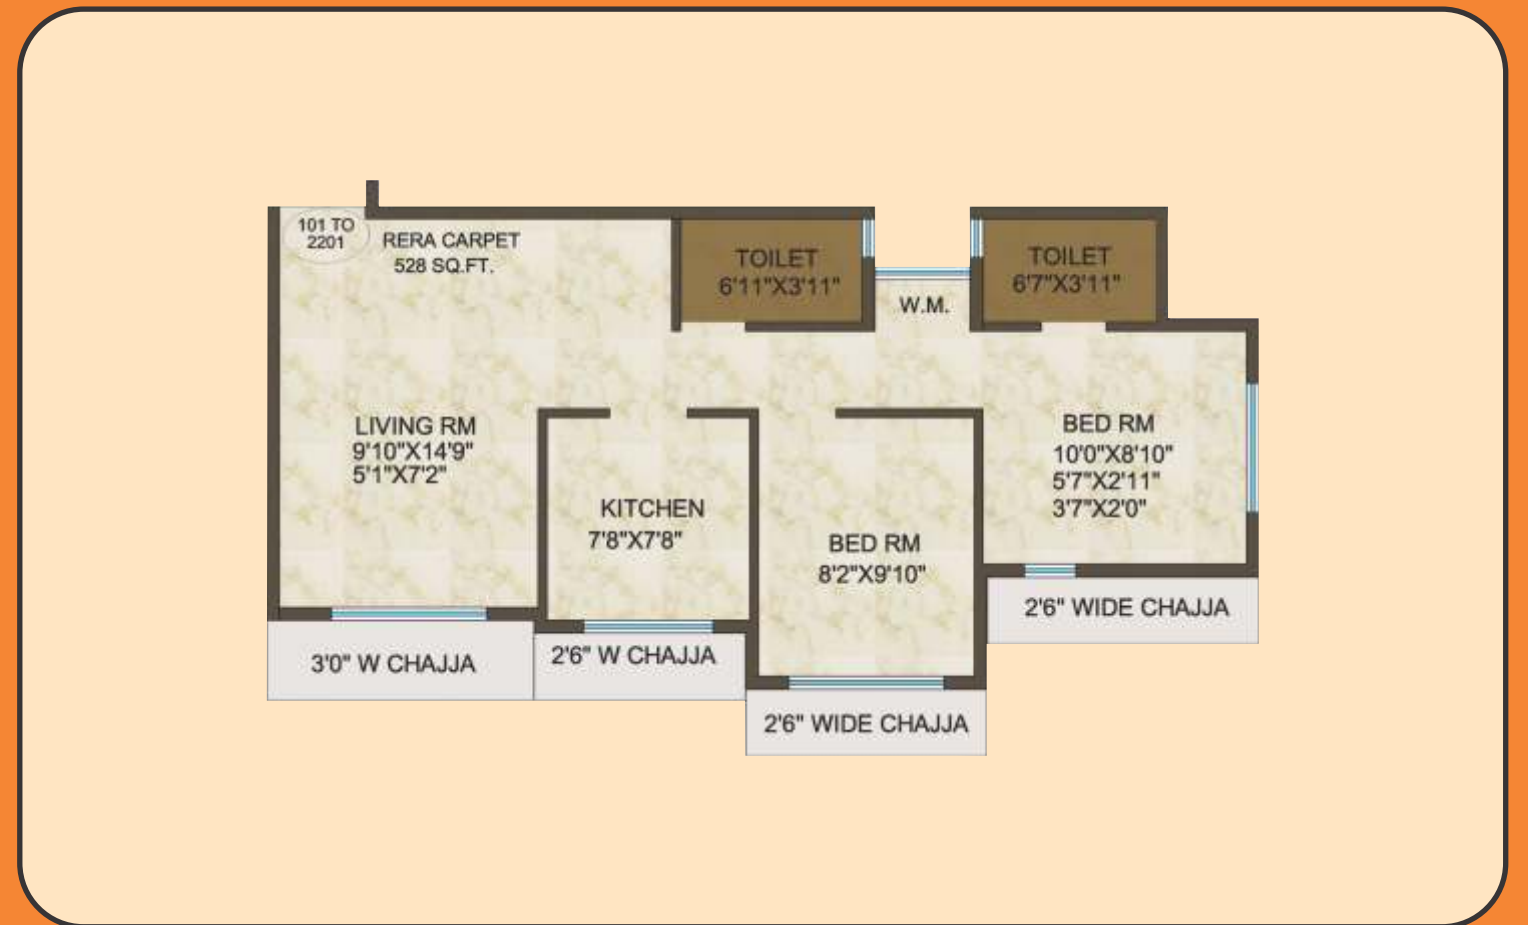 101 TO
2201
RERA CARPET
528 SQ.FT.
TOILET
6'11"X3'11"
W.M.
TOILET
6'7"X3'11"
LIVING RM
9'10"X14'9"
5'1"X7'2"
KITCHEN
7'8"X7'8"
BED RM
8'2"X9'10"
BED RM
10'0"X8'10"
5'7"X2'11"
3'7"X2'0"
3'0" W CHAJJA
2'6" W CHAJJA
2'6" WIDE CHAJJA
2'6" WIDE CHAJJA